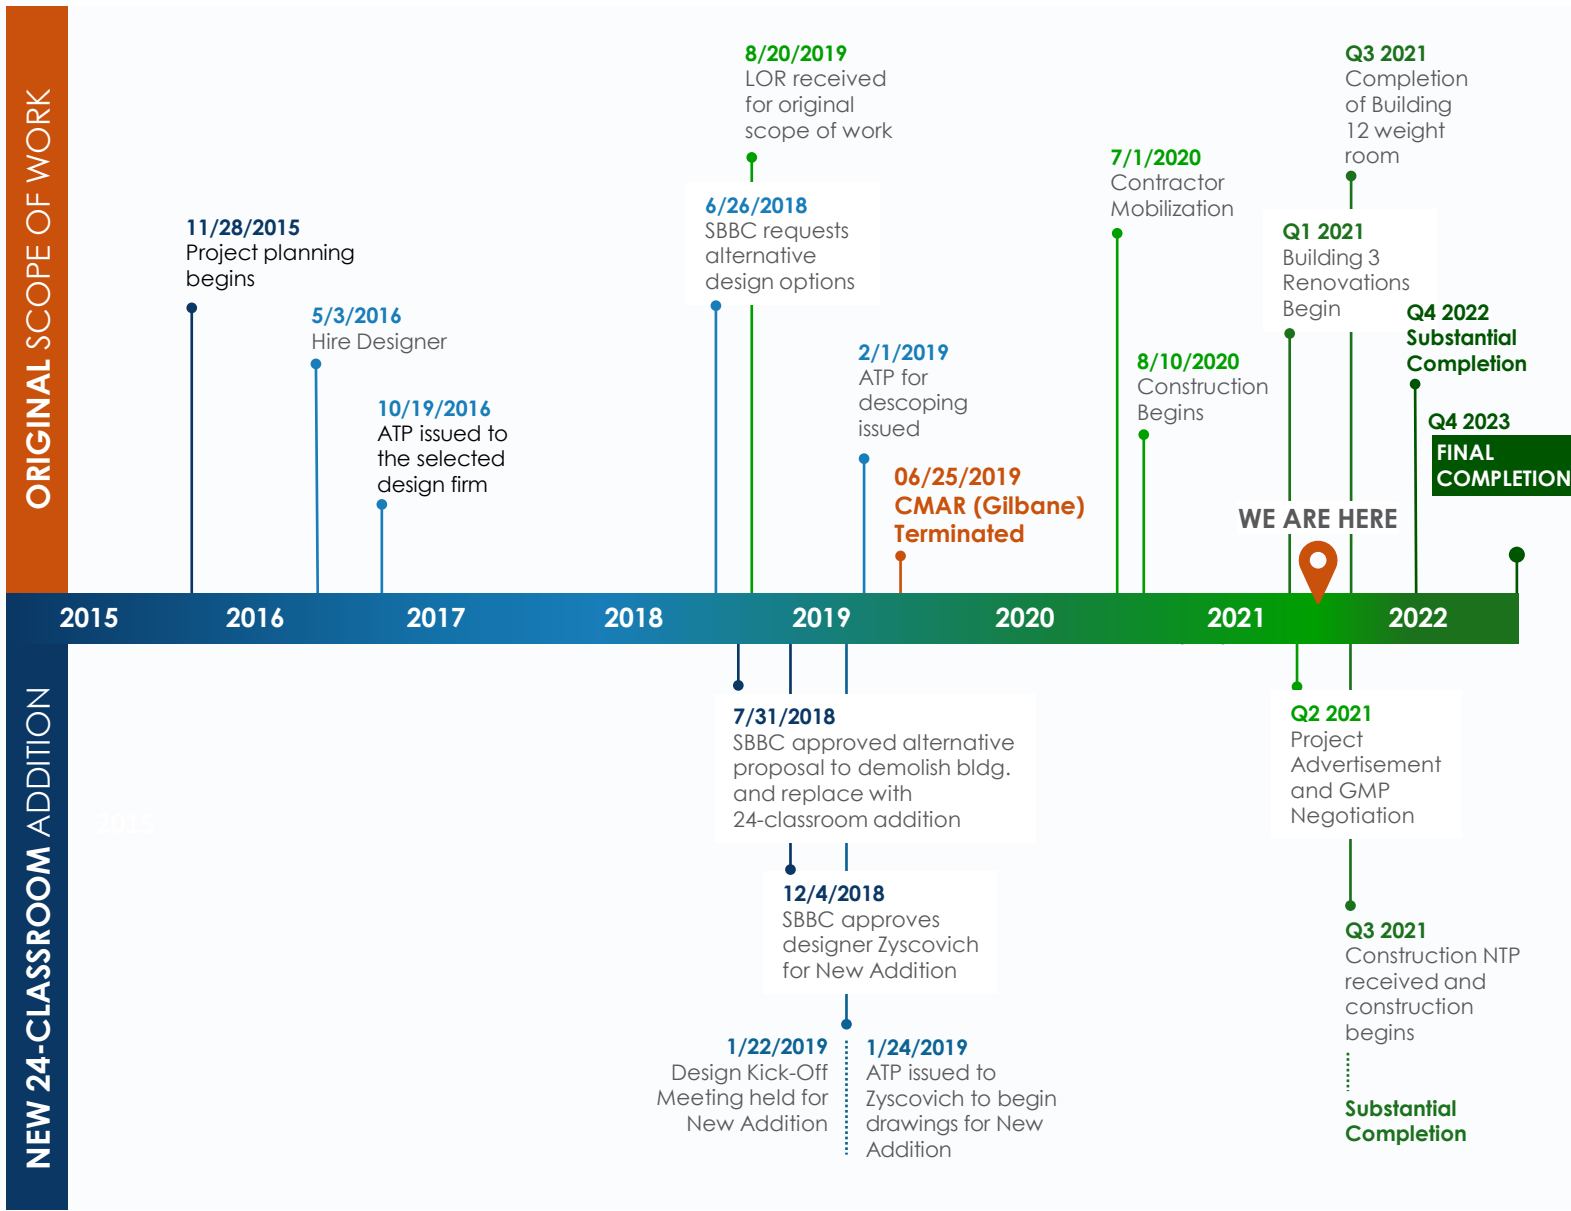 ORIGINAL SCOPE OF WORK
11/28/2015
Project planning
begins
5/3/2016
Hire Designer
10/19/2016
ATP issued to
the selected
design firm
8/20/2019
LOR received
for original
scope of work
6/26/2018
SBBC requests
alternative
design options
2/1/2019
ATP for
descoping
issued
06/25/2019
CMAR (Gilbane)
Terminated
7/1/2020
Contractor
Mobilization
8/10/2020
Construction
Begins
Q3 2021
Completion
of Building
12 weight
room
Q1 2021
Building 3
Renovations
Begin
Q4 2022
Substantial
Completion
Q4 2023
FINAL
COMPLETION
WE ARE HERE
2015 2016 2017 2018 2019 2020 2021 2022
NEW 24-CLASSROOM ADDITION
2015
7/31/2018
SBBC approved alternative
proposal to demolish bldg.
and replace with
24-classroom addition
12/4/2018
SBBC approves
designer Zyscovich
for New Addition
1/22/2019
Design Kick-Off
Meeting held for
New Addition
1/24/2019
ATP issued to
Zyscovich to begin
drawings for New
Addition
Q2 2021
Project
Advertisement
and GMP
Negotiation
Q3 2021
Construction NTP
received and
construction
begins
Substantial
Completion